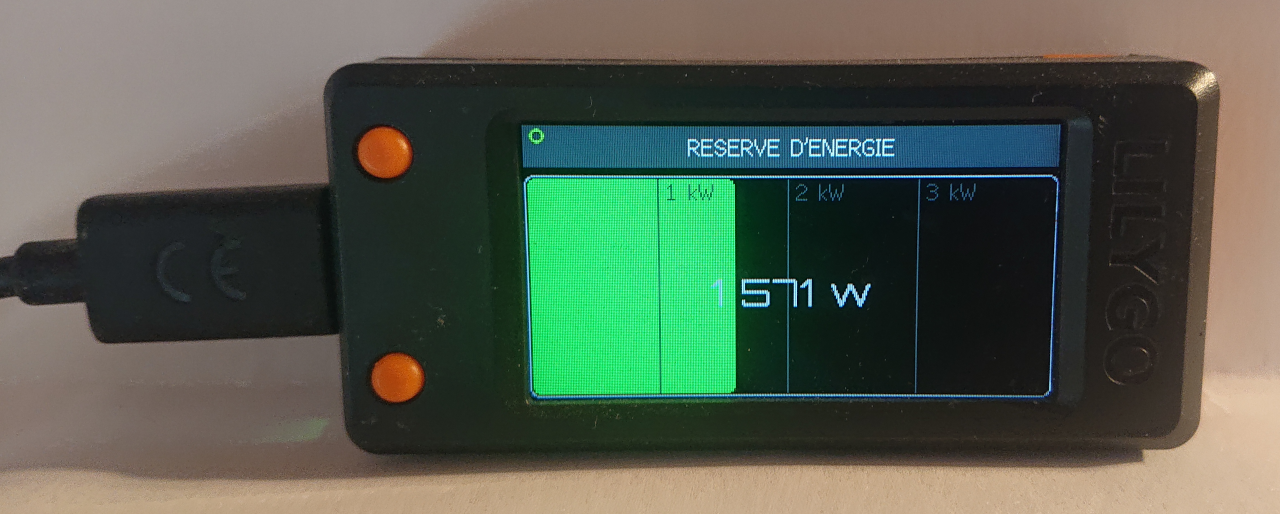 RESERVE D'ENERGIE
1 kW 2 kW 3 kW
1571 W
LILYGO
CE